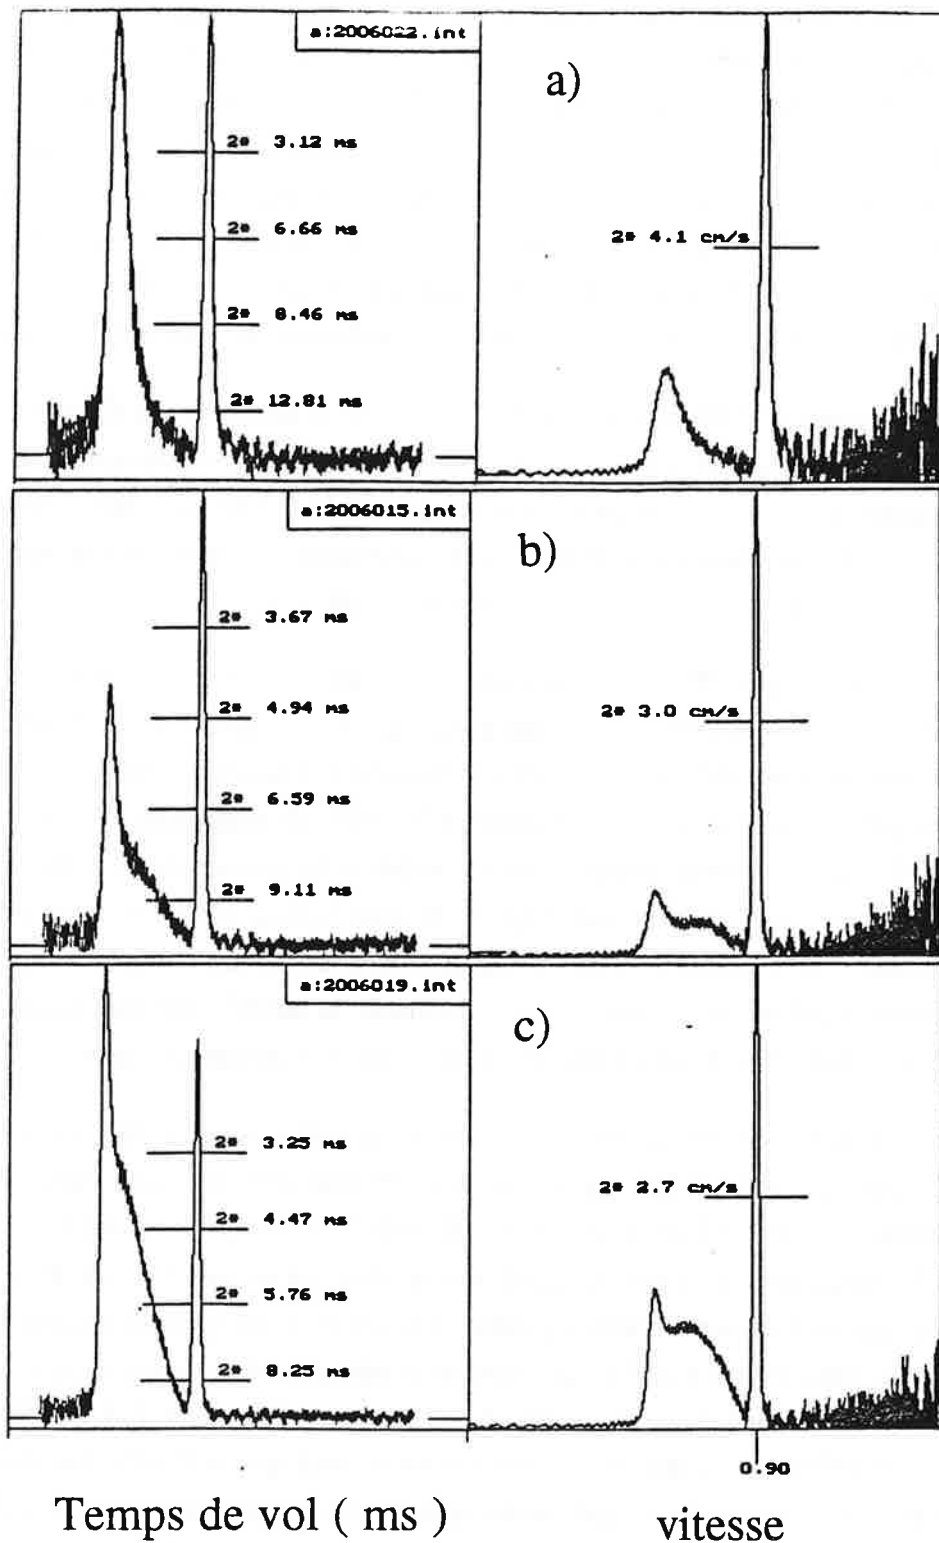 a:2006022.int
a)
2* 3.12 ms
2* 6.66 ms
2* 8.46 ms
2* 12.81 ms
2* 4.1 cm/s
a:2006015.int
b)
2* 3.67 ms
2* 4.94 ms
2* 6.59 ms
2* 9.11 ms
2* 3.0 cm/s
a:2006019.int
c)
2* 3.25 ms
2* 4.47 ms
2* 5.76 ms
2* 8.25 ms
2* 2.7 cm/s
0.90
Temps de vol ( ms )
vitesse